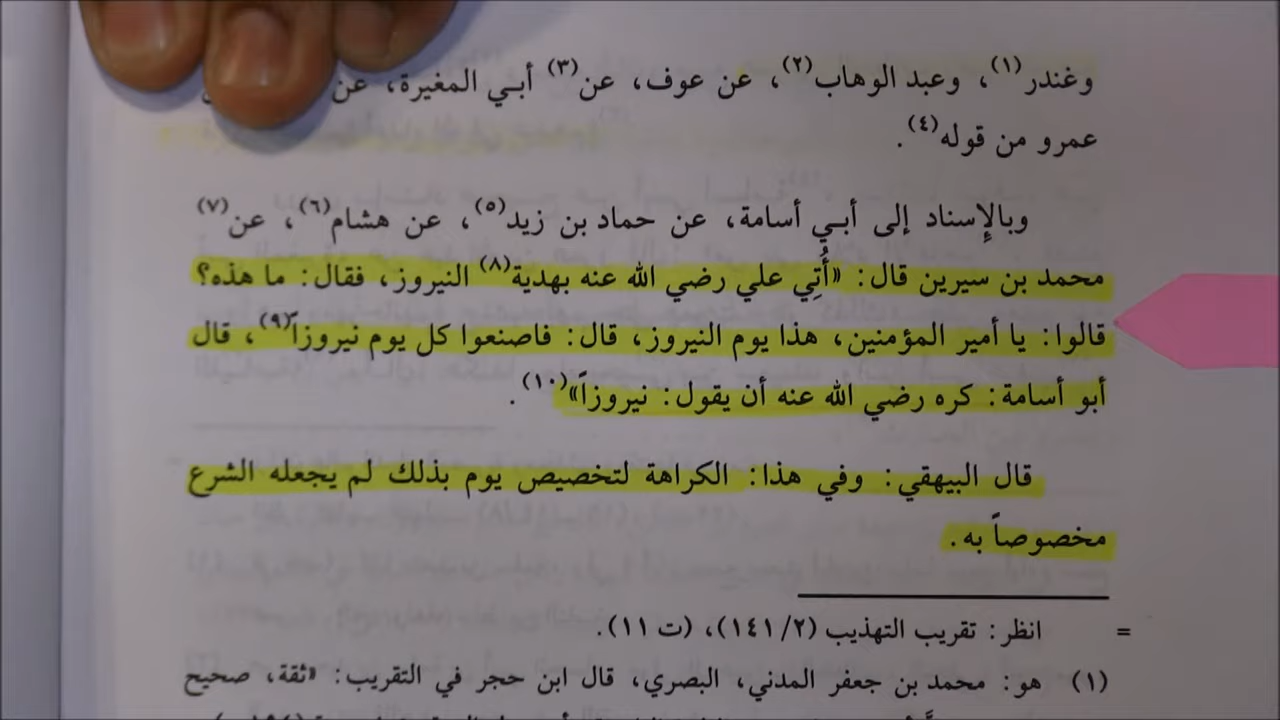 وغندر(١)، وعبد الوهاب(٢)، عن عوف، عن(٣) أبي المغيرة، عن
عمرو من قوله(٤).
وبالإسناد إلى أبي أسامة، عن حماد بن زيد(٥)، عن هشام(٦)، عن(٧)
محمد بن سيرين قال: «أُتِي علي رضي الله عنه بهدية(٨) النيروز، فقال: ما هذه؟
قالوا: يا أمير المؤمنين، هذا يوم النيروز، قال: فاصنعوا كل يوم نيروزاً(٩)، قال
أبو أسامة: كره رضي الله عنه أن يقول: نيروزاً»(١٠).
قال البيهقي: وفي هذا: الكراهة لتخصيص يوم بذلك لم يجعله الشرع
مخصوصاً به.
= انظر: تقريب التهذيب (١٤١/٢)، (ت ١١).
(١) هو: محمد بن جعفر المدني، البصري، قال ابن حجر في التقريب: «ثقة، صحيح